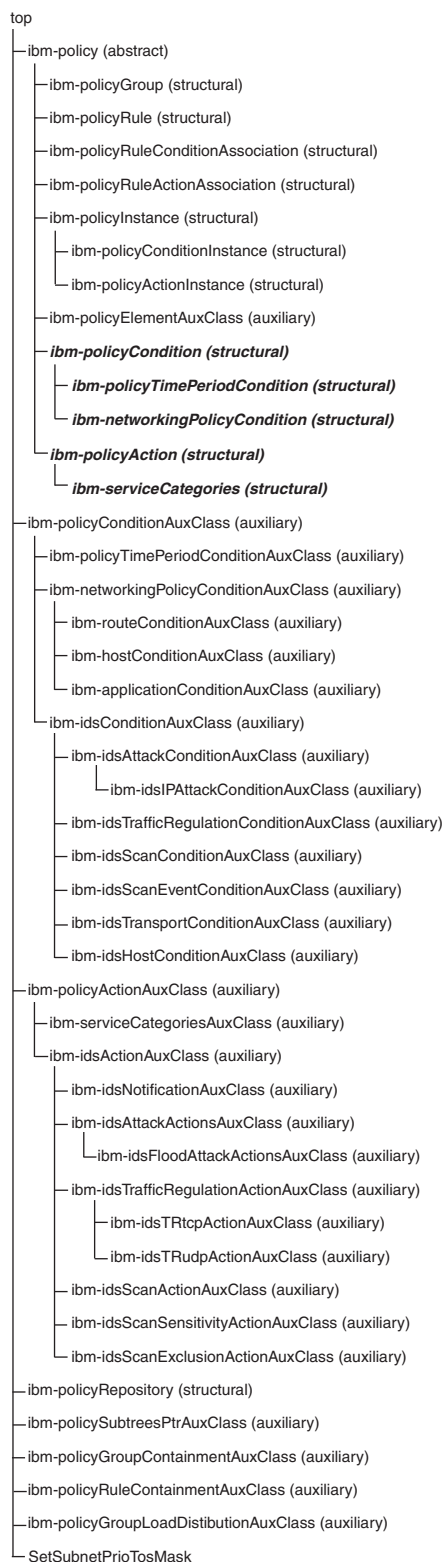 top
ibm-policy (abstract)
ibm-policyGroup (structural)
ibm-policyRule (structural)
ibm-policyRuleConditionAssociation (structural)
ibm-policyRuleActionAssociation (structural)
ibm-policyInstance (structural)
ibm-policyConditionInstance (structural)
ibm-policyActionInstance (structural)
ibm-policyElementAuxClass (auxiliary)
ibm-policyCondition (structural)
ibm-policyTimePeriodCondition (structural)
ibm-networkingPolicyCondition (structural)
ibm-policyAction (structural)
ibm-serviceCategories (structural)
ibm-policyConditionAuxClass (auxiliary)
ibm-policyTimePeriodConditionAuxClass (auxiliary)
ibm-networkingPolicyConditionAuxClass (auxiliary)
ibm-routeConditionAuxClass (auxiliary)
ibm-hostConditionAuxClass (auxiliary)
ibm-applicationConditionAuxClass (auxiliary)
ibm-idsConditionAuxClass (auxiliary)
ibm-idsAttackConditionAuxClass (auxiliary)
ibm-idsIPAttackConditionAuxClass (auxiliary)
ibm-idsTrafficRegulationConditionAuxClass (auxiliary)
ibm-idsScanConditionAuxClass (auxiliary)
ibm-idsScanEventConditionAuxClass (auxiliary)
ibm-idsTransportConditionAuxClass (auxiliary)
ibm-idsHostConditionAuxClass (auxiliary)
ibm-policyActionAuxClass (auxiliary)
ibm-serviceCategoriesAuxClass (auxiliary)
ibm-idsActionAuxClass (auxiliary)
ibm-idsNotificationAuxClass (auxiliary)
ibm-idsAttackActionsAuxClass (auxiliary)
ibm-idsFloodAttackActionsAuxClass (auxiliary)
ibm-idsTrafficRegulationActionAuxClass (auxiliary)
ibm-idsTRtcpActionAuxClass (auxiliary)
ibm-idsTRudpActionAuxClass (auxiliary)
ibm-idsScanActionAuxClass (auxiliary)
ibm-idsScanSensitivityActionAuxClass (auxiliary)
ibm-idsScanExclusionActionAuxClass (auxiliary)
ibm-policyRepository (structural)
ibm-policySubtreesPtrAuxClass (auxiliary)
ibm-policyGroupContainmentAuxClass (auxiliary)
ibm-policyRuleContainmentAuxClass (auxiliary)
ibm-policyGroupLoadDistibutionAuxClass (auxiliary)
SetSubnetPrioTosMask